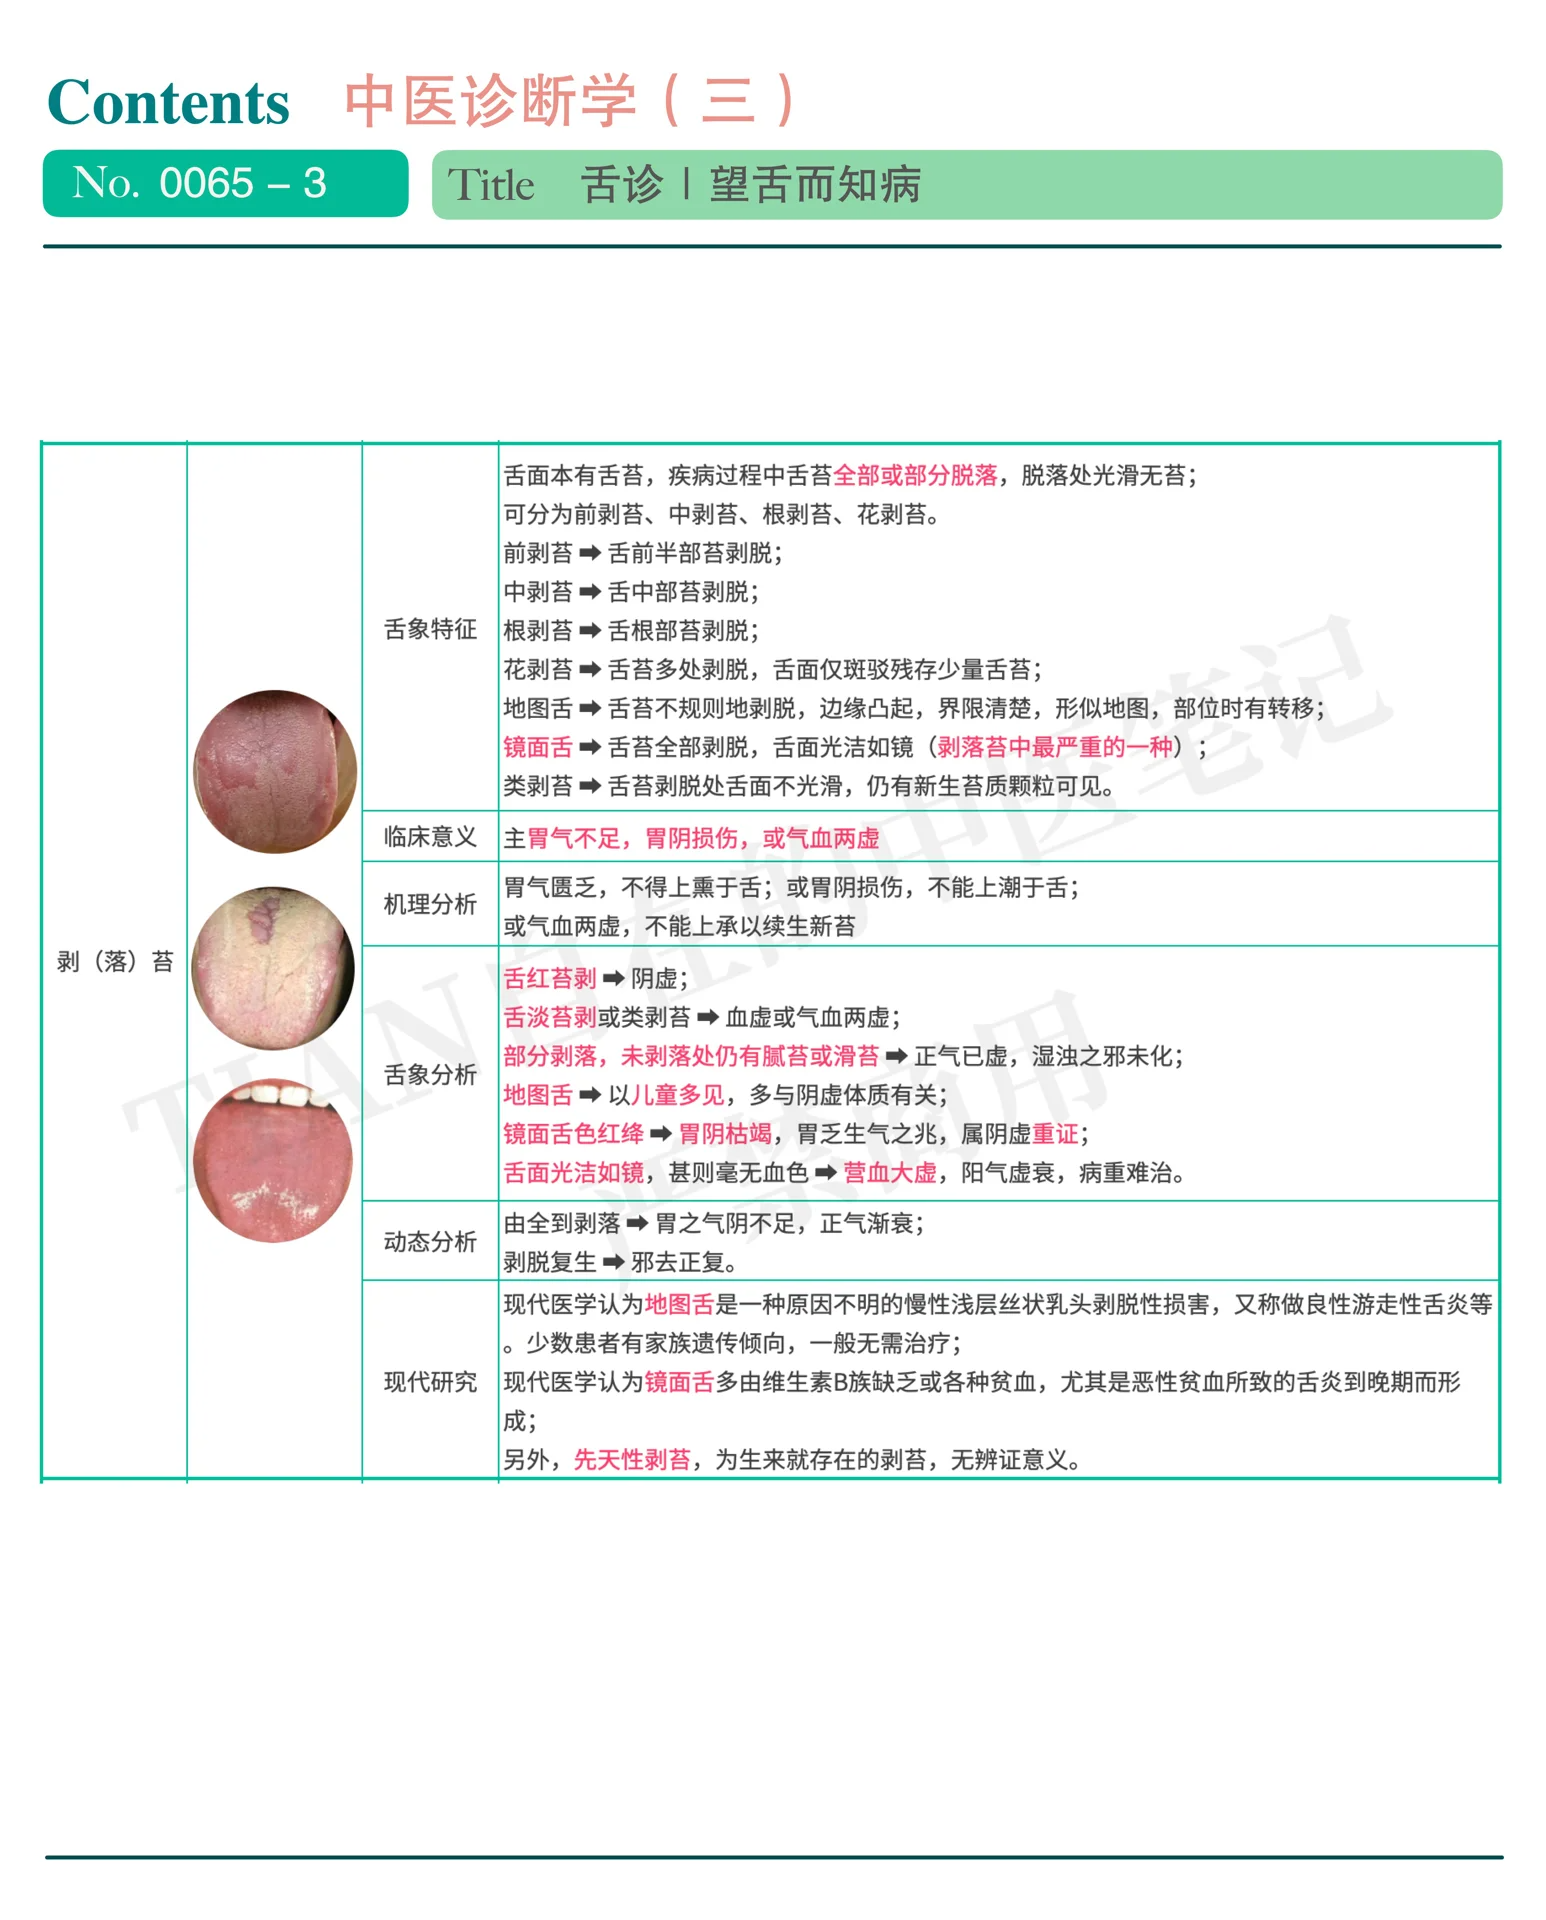 Contents 中医诊断学（三）
No. 0065 – 3
Title 舌诊 | 望舌而知病
剥（落）苔
舌象特征
舌面本有舌苔，疾病过程中舌苔全部或部分脱落，脱落处光滑无苔；
可分为前剥苔、中剥苔、根剥苔、花剥苔。
前剥苔➡舌前半部苔剥脱；
中剥苔➡舌中部苔剥脱；
根剥苔➡舌根部苔剥脱；
花剥苔➡舌苔多处剥脱，舌面仅斑驳残存少量舌苔；
地图舌➡舌苔不规则地剥脱，边缘凸起，界限清楚，形似地图，部位时有转移；
镜面舌➡舌苔全部剥脱，舌面光洁如镜（剥落苔中最严重的一种）；
类剥苔➡舌苔剥脱处舌面不光滑，仍有新生苔质颗粒可见。
临床意义
主胃气不足，胃阴损伤，或气血两虚
机理分析
胃气匮乏，不得上熏于舌；或胃阴损伤，不能上潮于舌；
或气血两虚，不能上承以续生新苔
舌象分析
舌红苔剥➡阴虚；
舌淡苔剥或类剥苔➡血虚或气血两虚；
部分剥落，未剥落处仍有腻苔或滑苔➡正气已虚，湿浊之邪未化；
地图舌➡以儿童多见，多与阴虚体质有关；
镜面舌色红绛➡胃阴枯竭，胃乏生气之兆，属阴虚重证；
舌面光洁如镜，甚则毫无血色➡营血大虚，阳气虚衰，病重难治。
动态分析
由全到剥落➡胃之气阴不足，正气渐衰；
剥脱复生➡邪去正复。
现代研究
现代医学认为地图舌是一种原因不明的慢性浅层丝状乳头剥脱性损害，又称做良性游走性舌炎等
。少数患者有家族遗传倾向，一般无需治疗；
现代医学认为镜面舌多由维生素B族缺乏或各种贫血，尤其是恶性贫血所致的舌炎到晚期而形
成；
另外，先天性剥苔，为生来就存在的剥苔，无辨证意义。
TIAN自在的中医笔记
严禁商用